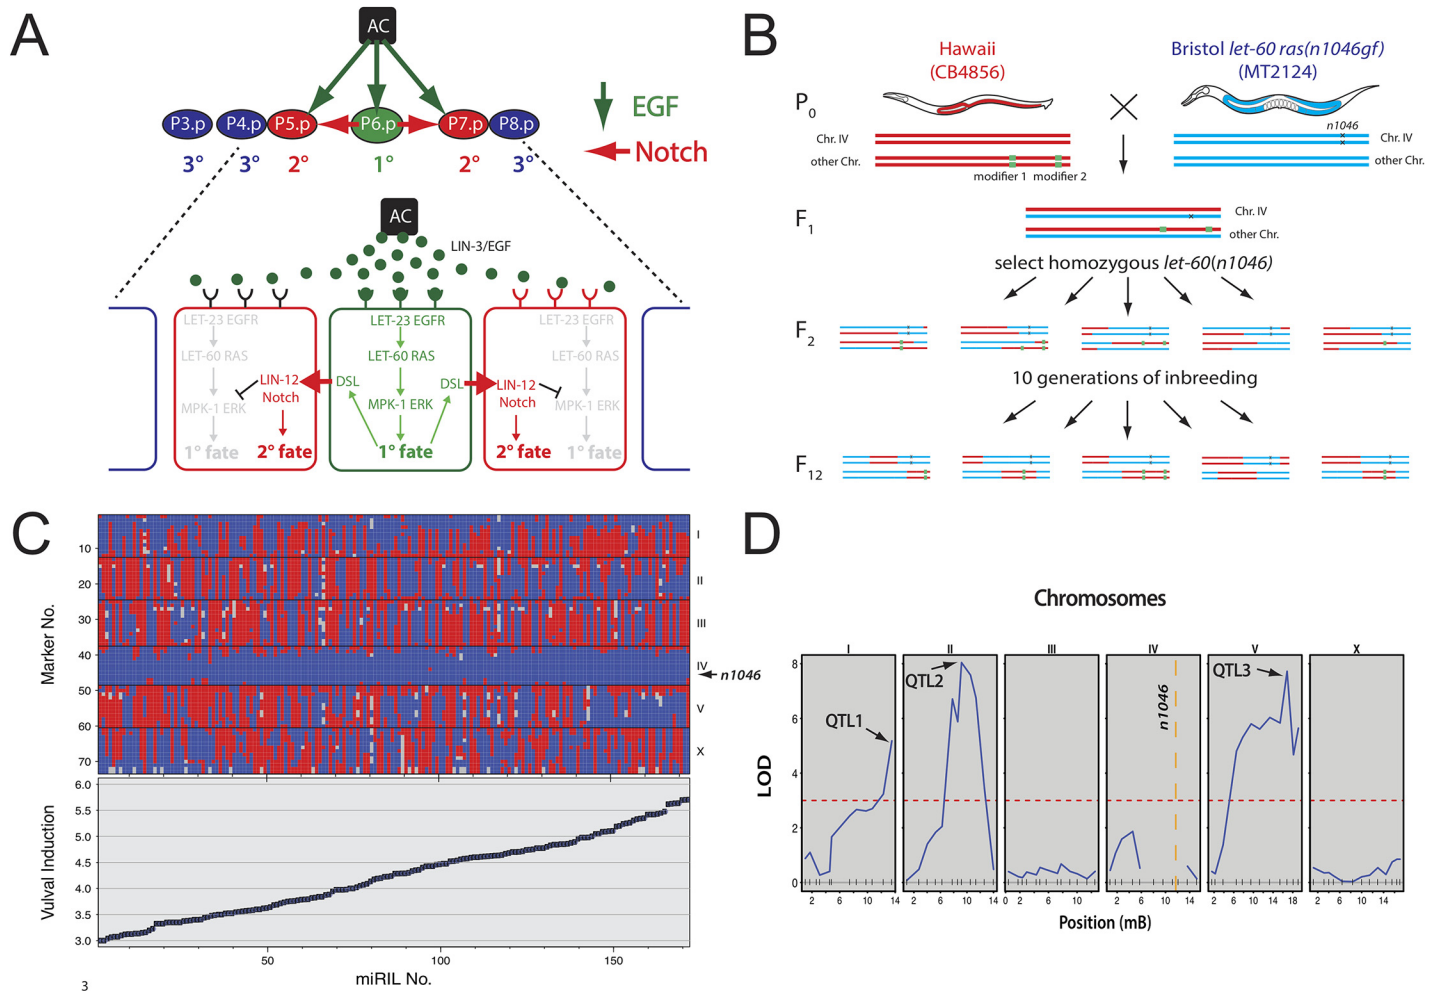 A
AC
P3.p P4.p P5.p P6.p P7.p P8.p
3° 3° 2° 1° 2° 3°
EGF
Notch
AC
LIN-3/EGF
LET-23 EGFR LET-23 EGFR LET-23 EGFR
LET-60 RAS LET-60 RAS LET-60 RAS
LIN-12 DSL DSL LIN-12
Notch Notch
MPK-1 ERK MPK-1 ERK MPK-1 ERK
1° fate 2° fate 1° fate 2° fate 1° fate
B
Hawaii
(CB4856)
Bristol let-60 ras(n1046gf)
(MT2124)
P0
n1046
Chr. IV Chr. IV
other Chr. other Chr.
modifier 1 modifier 2
F1
Chr. IV
other Chr.
select homozygous let-60(n1046)
F2
10 generations of inbreeding
F12
C
Marker No.
10
20
30
40
50
60
70
I
II
III
IV
n1046
V
X
Vulval Induction
6.0
5.5
5.0
4.5
4.0
3.5
3.0
50 100 150
miRIL No.
3
D
Chromosomes
I II III IV V X
LOD
8
6
4
2
0
QTL1
QTL2
n1046
QTL3
2 6 10 14 2 6 10 14 2 6 10 2 6 10 14 2 6 10 14 18 2 6 10 14
Position (mB)